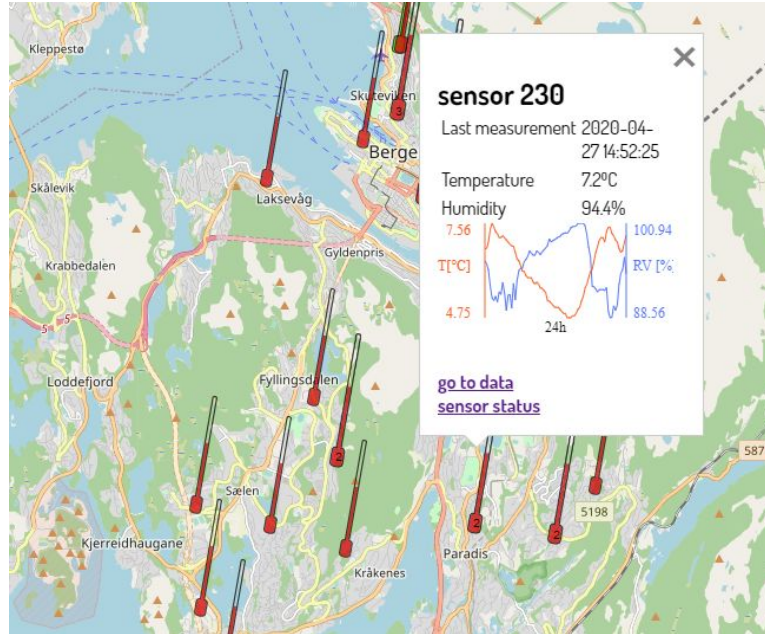 Kleppestø
Skuteviken
3
Berge
Skålevik
Laksevåg
Gyldenpris
Krabbedalen
5
5
Loddefjord
Fyllingsdalen
2
Sælen
Kjerreidhaugane
Kråkenes
Paradis
2
2
5198
587
sensor 230
Last measurement 2020-04-
27 14:52:25
Temperature 7.2ºC
Humidity 94.4%
7.56 100.94
T[°C] RV [%]
4.75 88.56
24h
go to data
sensor status